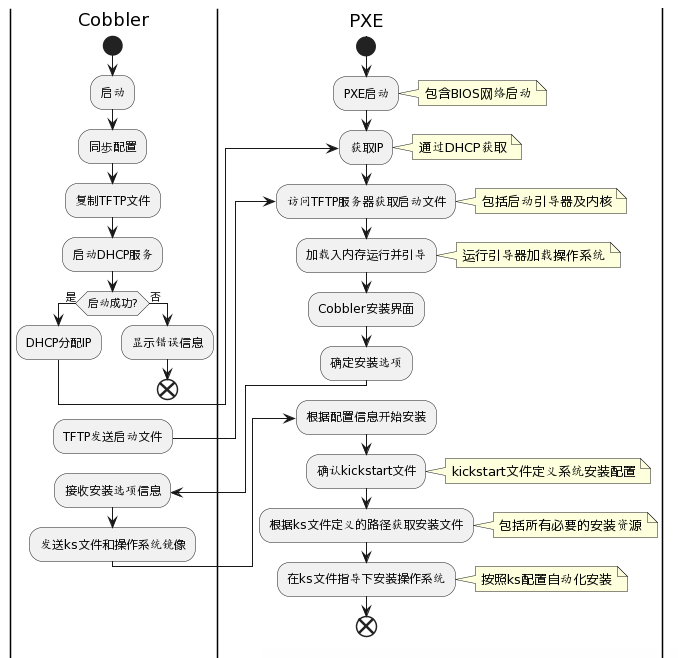 Cobbler
PXE
启动
同步配置
复制TFTP文件
启动DHCP服务
启动成功?
是
否
DHCP分配IP
显示错误信息
TFTP发送启动文件
接收安装选项信息
发送ks文件和操作系统镜像
PXE启动
包含BIOS网络启动
获取IP
通过DHCP获取
访问TFTP服务器获取启动文件
包括启动引导器及内核
加载入内存运行并引导
运行引导器加载操作系统
Cobbler安装界面
确定安装选项
根据配置信息开始安装
确认kickstart文件
kickstart文件定义系统安装配置
根据ks文件定义的路径获取安装文件
包括所有必要的安装资源
在ks文件指导下安装操作系统
按照ks配置自动化安装